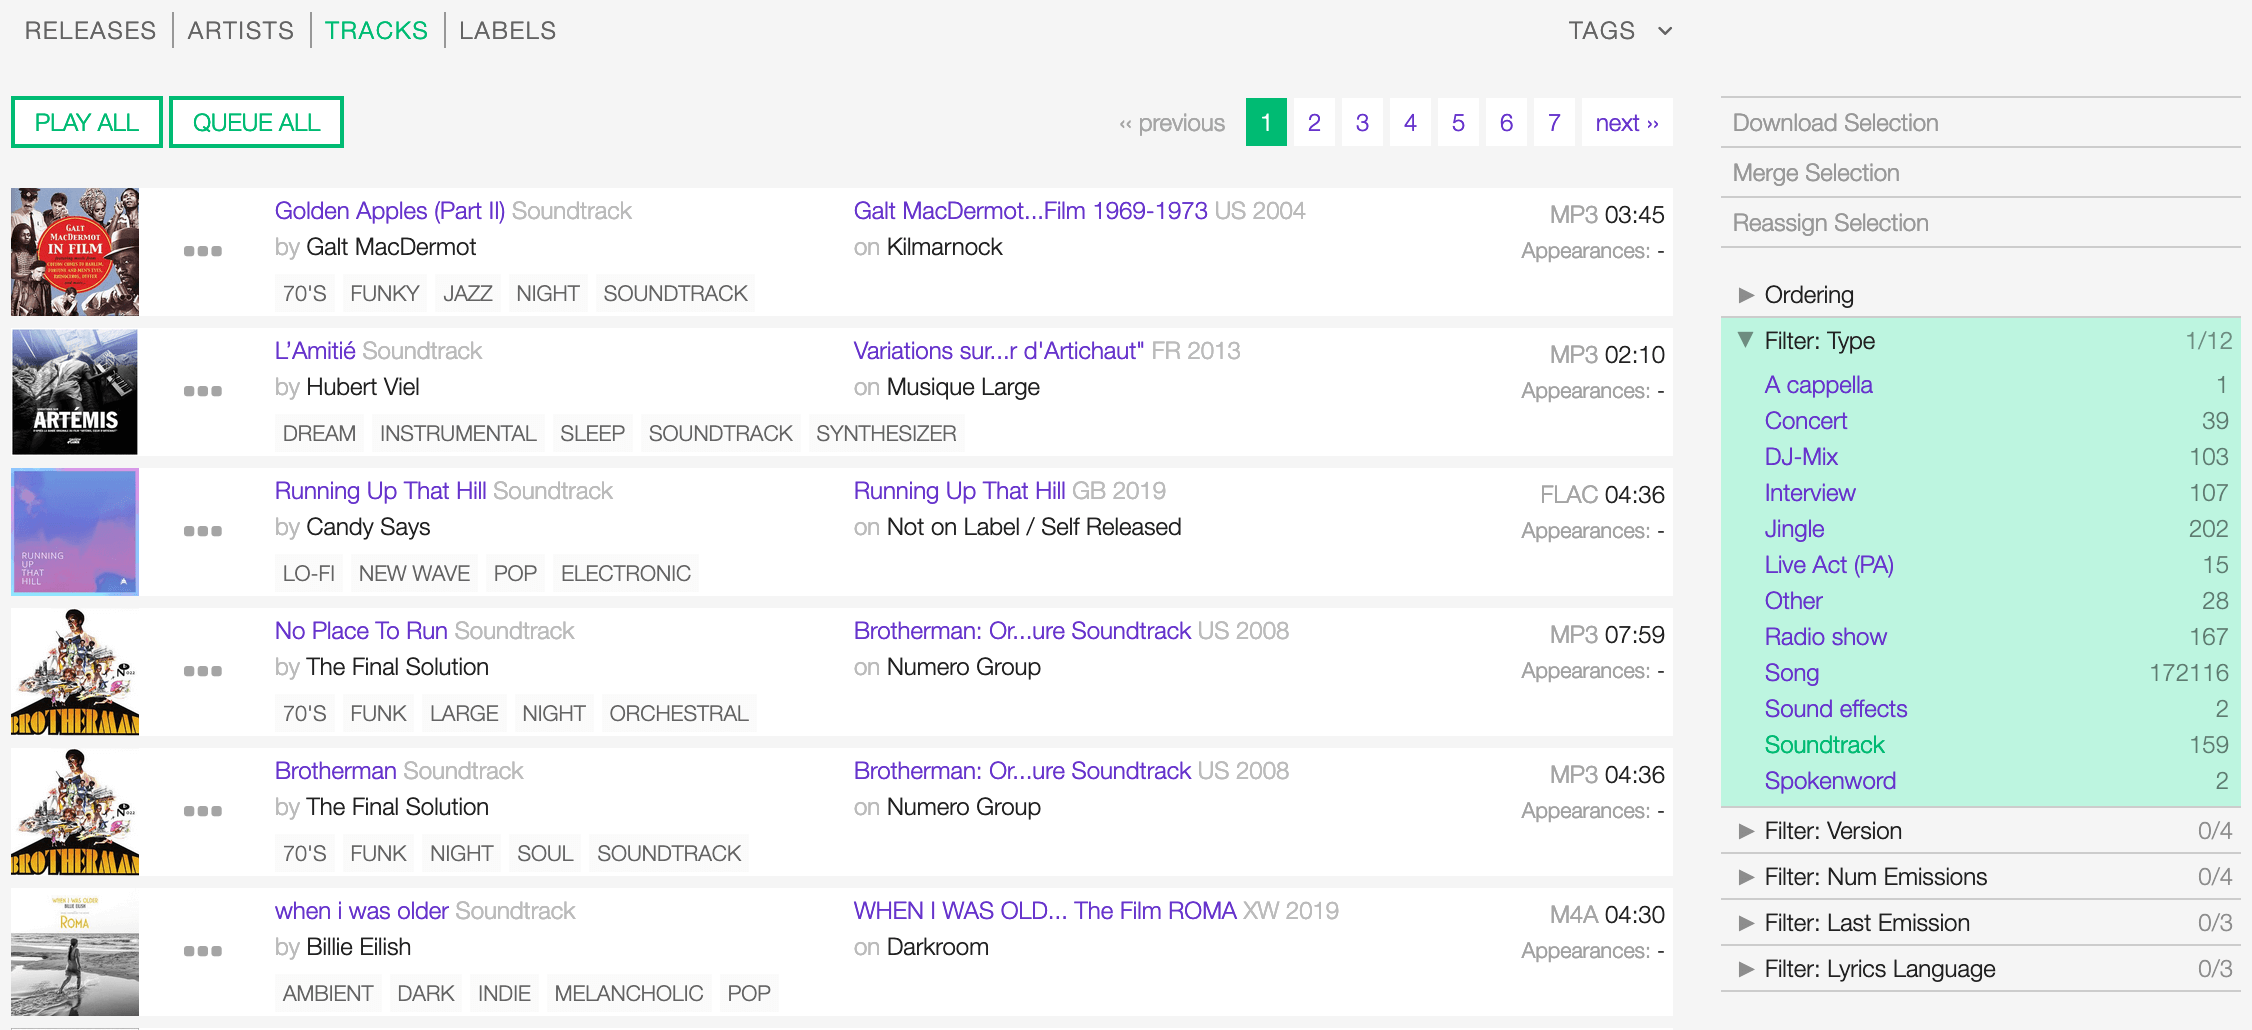 RELEASES ARTISTS TRACKS LABELS TAGS
PLAY ALL QUEUE ALL
‹‹ previous 1 2 3 4 5 6 7 next ››
GALT
MACDERMOT
IN FILM
Golden Apples (Part II) Soundtrack
by Galt MacDermot
Galt MacDermot...Film 1969-1973 US 2004
on Kilmarnock
MP3 03:45
Appearances: -
70'S FUNKY JAZZ NIGHT SOUNDTRACK
ARTÉMIS
L’Amitié Soundtrack
by Hubert Viel
Variations sur...r d'Artichaut" FR 2013
on Musique Large
MP3 02:10
Appearances: -
DREAM INSTRUMENTAL SLEEP SOUNDTRACK SYNTHESIZER
RUNNING
UP
THAT
HILL
Running Up That Hill Soundtrack
by Candy Says
Running Up That Hill GB 2019
on Not on Label / Self Released
FLAC 04:36
Appearances: -
LO-FI NEW WAVE POP ELECTRONIC
BROTHERMAN
No Place To Run Soundtrack
by The Final Solution
Brotherman: Or...ure Soundtrack US 2008
on Numero Group
MP3 07:59
Appearances: -
70'S FUNK LARGE NIGHT ORCHESTRAL
BROTHERMAN
Brotherman Soundtrack
by The Final Solution
Brotherman: Or...ure Soundtrack US 2008
on Numero Group
MP3 04:36
Appearances: -
70'S FUNK NIGHT SOUL SOUNDTRACK
WHEN I WAS OLDER
BILLIE EILISH
ROMA
when i was older Soundtrack
by Billie Eilish
WHEN I WAS OLD... The Film ROMA XW 2019
on Darkroom
M4A 04:30
Appearances: -
AMBIENT DARK INDIE MELANCHOLIC POP
Download Selection
Merge Selection
Reassign Selection
Ordering
Filter: Type 1/12
A cappella 1
Concert 39
DJ-Mix 103
Interview 107
Jingle 202
Live Act (PA) 15
Other 28
Radio show 167
Song 172116
Sound effects 2
Soundtrack 159
Spokenword 2
Filter: Version 0/4
Filter: Num Emissions 0/4
Filter: Last Emission 0/3
Filter: Lyrics Language 0/3